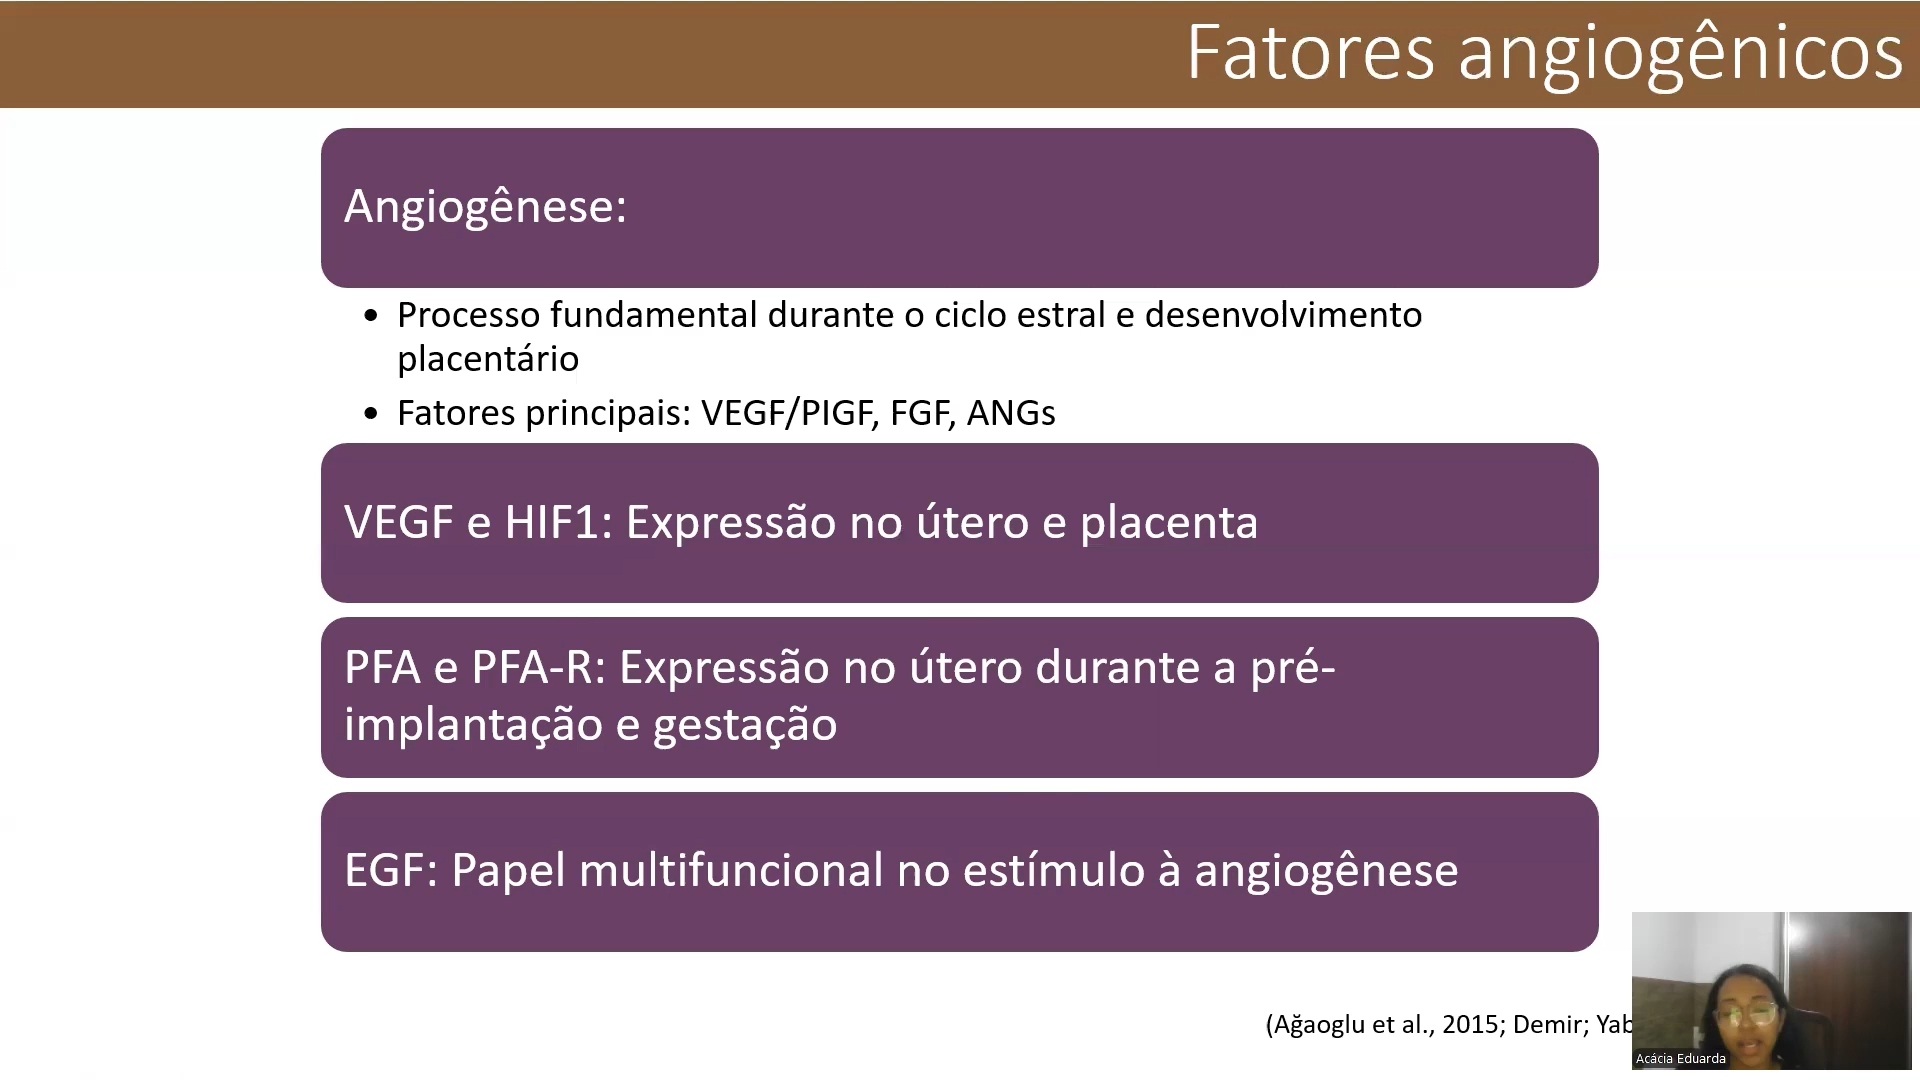 Fatores angiogênicos
Angiogênese:
• Processo fundamental durante o ciclo estral e desenvolvimento
placentário
• Fatores principais: VEGF/PIGF, FGF, ANGs
VEGF e HIF1: Expressão no útero e placenta
PFA e PFA-R: Expressão no útero durante a pré-
implantação e gestação
EGF: Papel multifuncional no estímulo à angiogênese
(Ağaoglu et al., 2015; Demir;
Acácia Eduarda